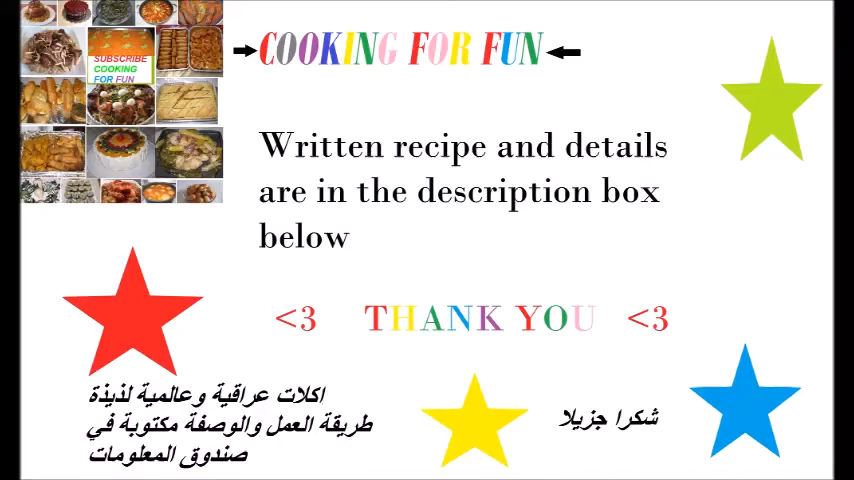 COOKING FOR FUN
SUBSCRIBE
COOKING
FOR FUN
Written recipe and details
are in the description box
below
<3 THANK YOU <3
اكلات عراقية وعالمية لذيذة
طريقة العمل والوصفة مكتوبة في
صندوق المعلومات
شكرا جزيلا